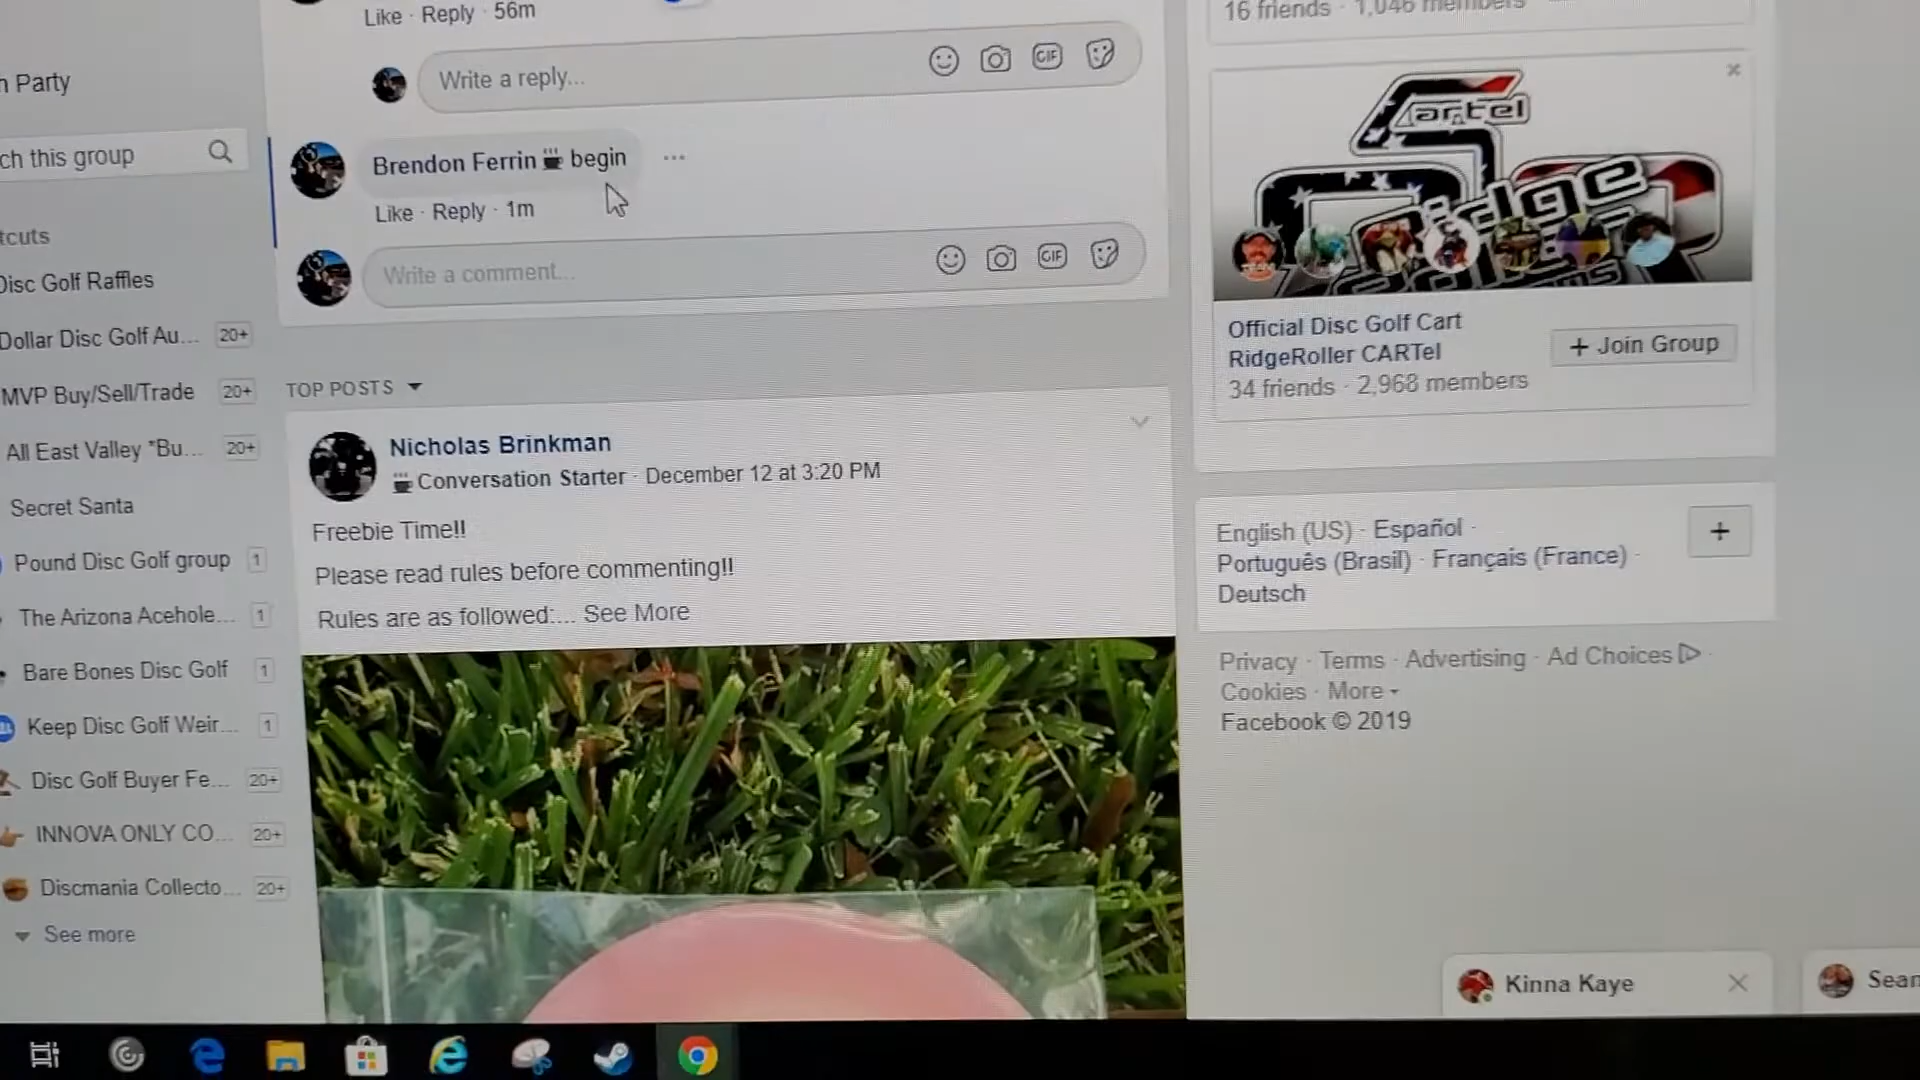 Like · Reply · 56m
Write a reply...
GIF
Brendon Ferrin begin
Like · Reply · 1m
Write a comment...
GIF
TOP POSTS
Nicholas Brinkman
Conversation Starter · December 12 at 3:20 PM
Freebie Time!!
Please read rules before commenting!!
Rules are as followed:... See More
Party
ch this group
tcuts
Disc Golf Raffles
Dollar Disc Golf Au... 20+
MVP Buy/Sell/Trade 20+
All East Valley "Bu... 20+
Secret Santa
Pound Disc Golf group 1
The Arizona Acehole... 1
Bare Bones Disc Golf 1
Keep Disc Golf Weir... 1
Disc Golf Buyer Fe... 20+
INNOVA ONLY CO... 20+
Discmania Collecto... 20+
See more
16 friends · 1,046 members
Cartel
Ridge
Official Disc Golf Cart
RidgeRoller CARTel
34 friends · 2,968 members
+ Join Group
English (US) · Español ·
Português (Brasil) · Français (France) ·
Deutsch
+
Privacy · Terms · Advertising · Ad Choices ·
Cookies · More
Facebook © 2019
Kinna Kaye
Sean